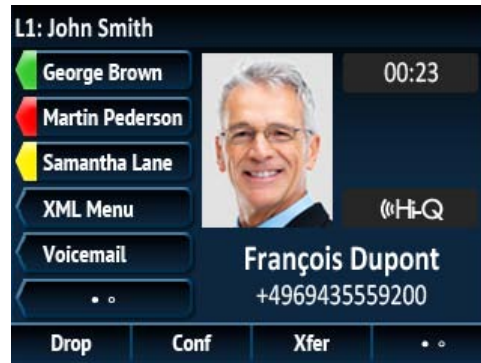 L1: John Smith
George Brown
00:23
Martin Pederson
Samantha Lane
XML Menu
Hi-Q
Voicemail
François Dupont
+4969435559200
Drop Conf Xfer